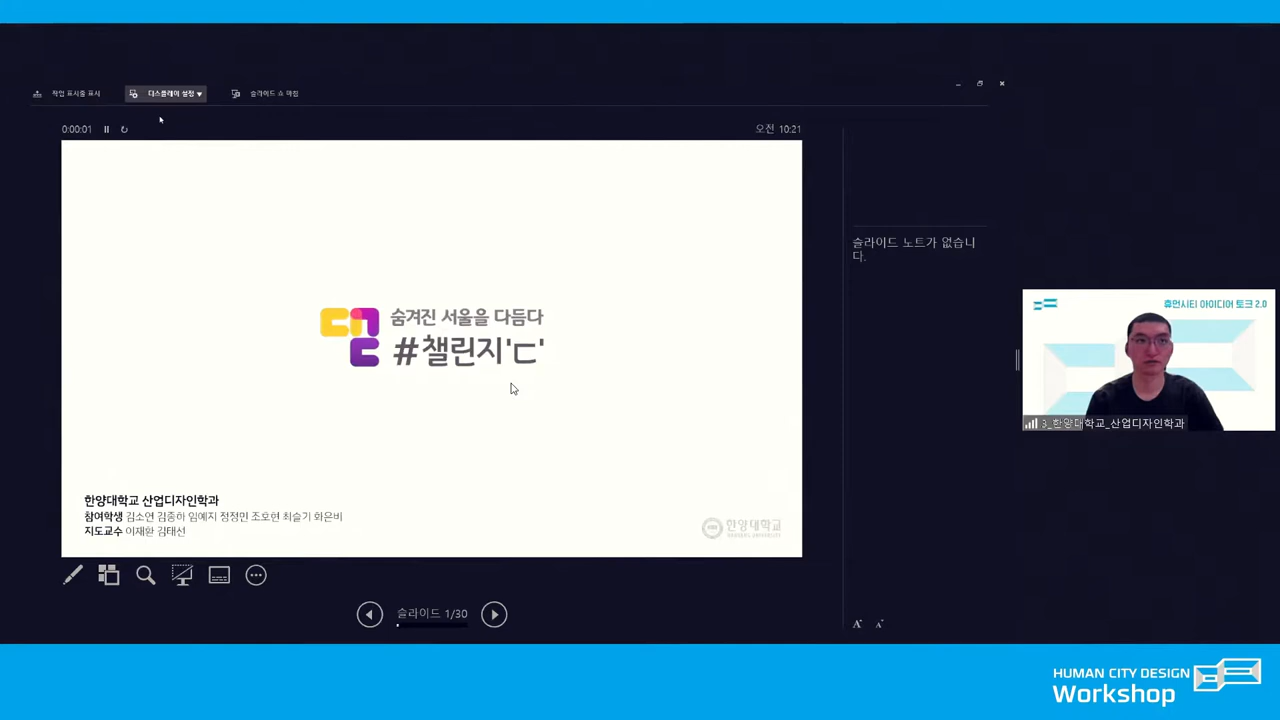 작업 표시줄 표시
디스플레이 설정 ▼
슬라이드 쇼 마침
0:00:01
오전 10:21
숨겨진 서울을 다듬다
#챌린지'ㄷ'
한양대학교 산업디자인학과
참여학생 김소연 김중하 임예지 정정민 조호현 최슬기 화은비
지도교수 이재환 김태선
한양대학교
HANYANG UNIVERSITY
슬라이드 노트가 없습니
다.
휴먼시티 아이디어 토크 2.0
3_한양대학교_산업디자인학과
슬라이드 1/30
HUMAN CITY DESIGN
Workshop